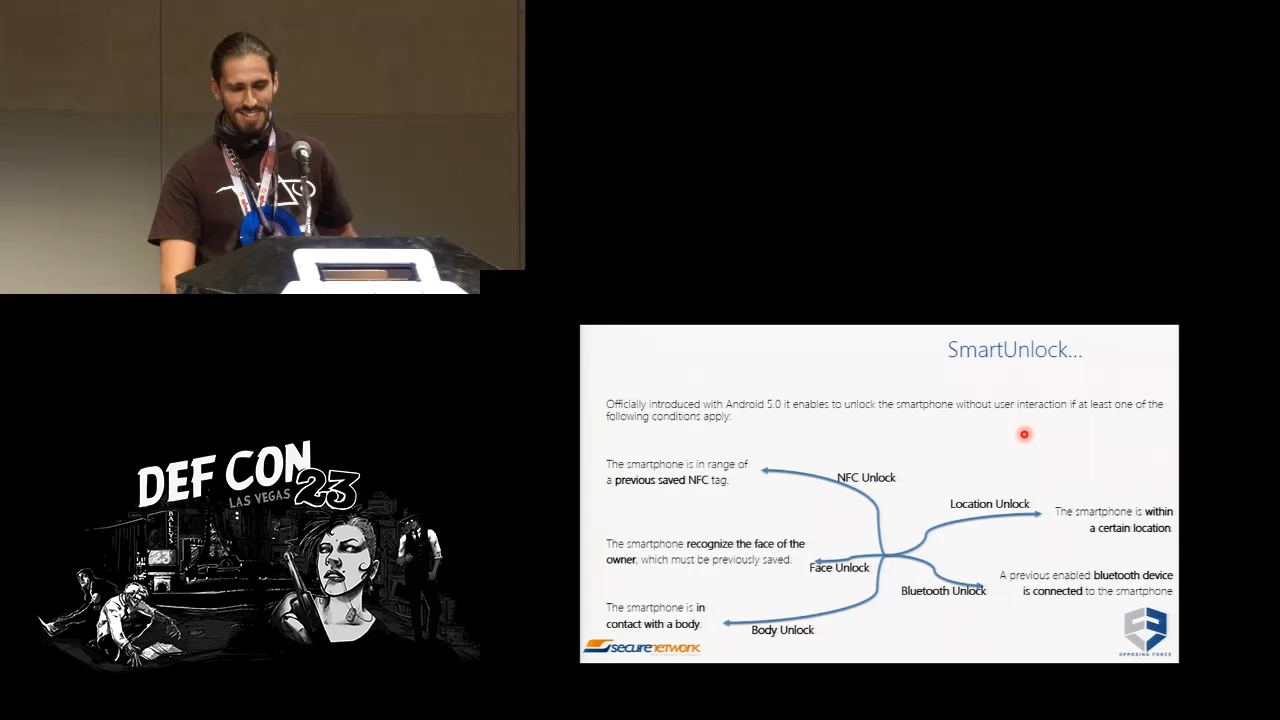 SmartUnlock...
Officially introduced with Android 5.0 it enables to unlock the smartphone without user interaction if at least one of the
following conditions apply:
The smartphone is in range of
a previous saved NFC tag.
NFC Unlock
Location Unlock
The smartphone is within
a certain location.
The smartphone recognize the face of the
owner, which must be previously saved.
Face Unlock
Bluetooth Unlock
A previous enabled bluetooth device
is connected to the smartphone
The smartphone is in
contact with a body.
Body Unlock
securenetwork
OPPOSING FORCE
DEF CON
LAS VEGAS 23
BALLYS